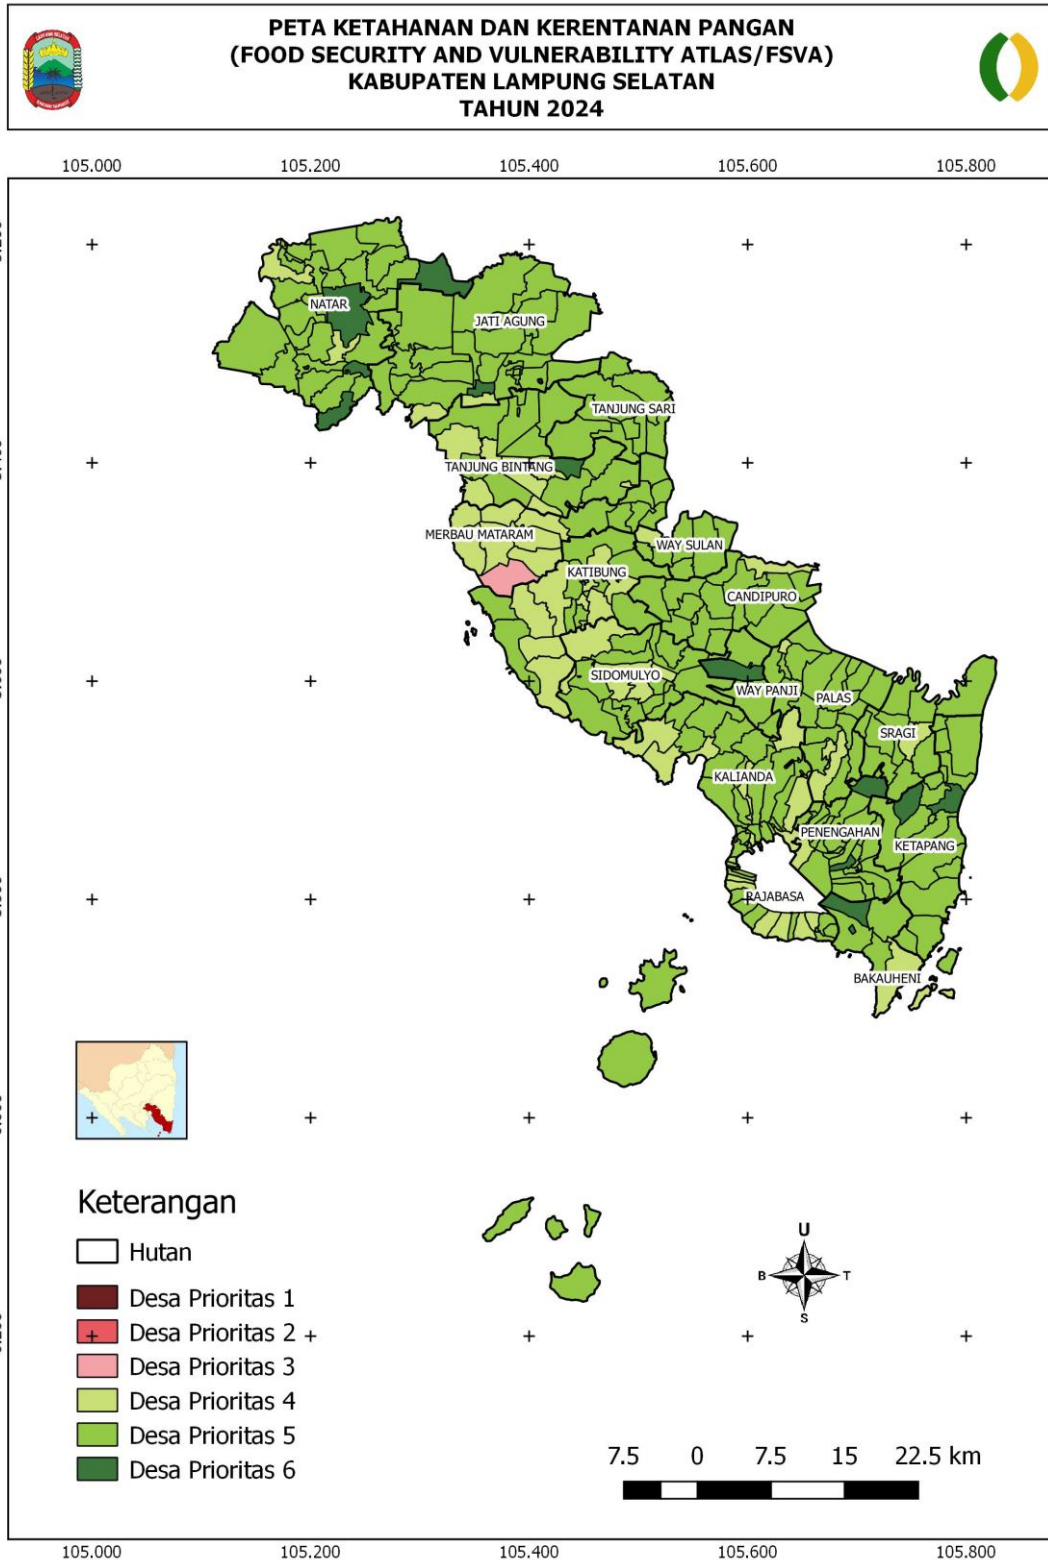 PETA KETAHANAN DAN KERENTANAN PANGAN
(FOOD SECURITY AND VULNERABILITY ATLAS/FSVA)
KABUPATEN LAMPUNG SELATAN
TAHUN 2024
105.000 105.200 105.400 105.600 105.800
NATAR
JATI AGUNG
TANJUNG SARI
TANJUNG BINTANG
MERBAU MATARAM
WAY SULAN
KATIBUNG
CANDIPURO
SIDOMULYO
WAY PANJI
PALAS
SRAGI
KALIANDA
PENENGAHAN
KETAPANG
RAJABASA
BAKAUHENI
Keterangan
Hutan
Desa Prioritas 1
Desa Prioritas 2
Desa Prioritas 3
Desa Prioritas 4
Desa Prioritas 5
Desa Prioritas 6
U
B T
S
7.5 0 7.5 15 22.5 km
105.000 105.200 105.400 105.600 105.800